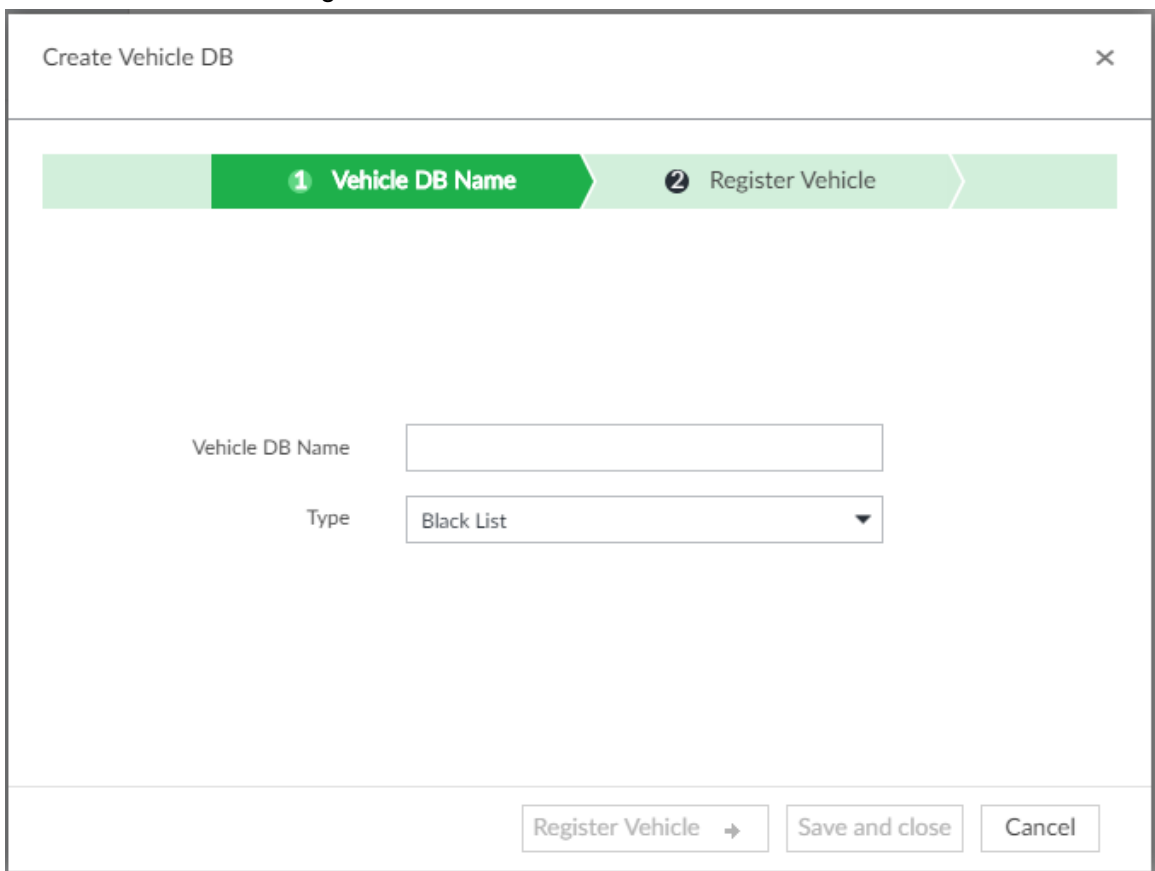 Create Vehicle DB ×
1 Vehicle DB Name 2 Register Vehicle
Vehicle DB Name
Type Black List
Register Vehicle Save and close Cancel